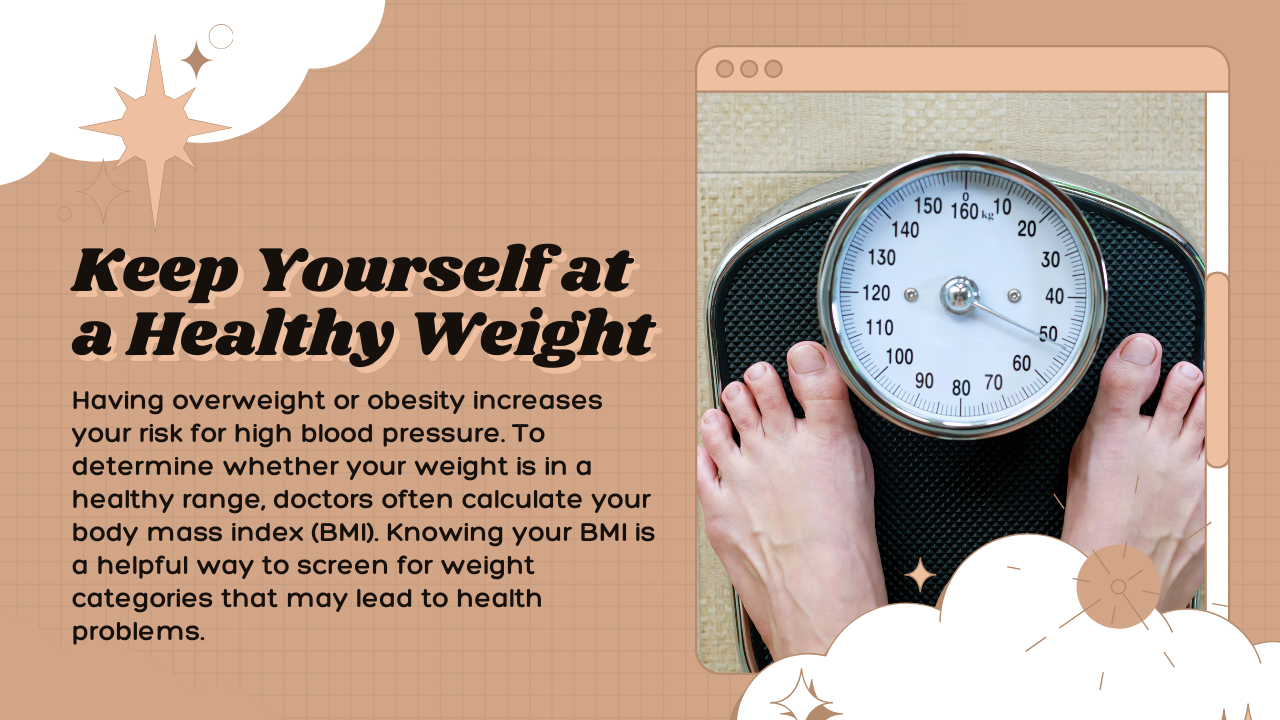 Keep Yourself at
a Healthy Weight
Having overweight or obesity increases
your risk for high blood pressure. To
determine whether your weight is in a
healthy range, doctors often calculate your
body mass index (BMI). Knowing your BMI is
a helpful way to screen for weight
categories that may lead to health
problems.
0
160 kg
10
20
30
40
50
60
70
80
90
100
110
120
130
140
150